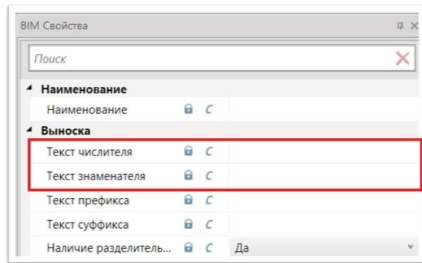 BIM Свойства
Поиск
Наименование
Наименование C
Выноска
Текст числителя C
Текст знаменателя C
Текст префикса C
Текст суффикса C
Наличие разделитель... C Да